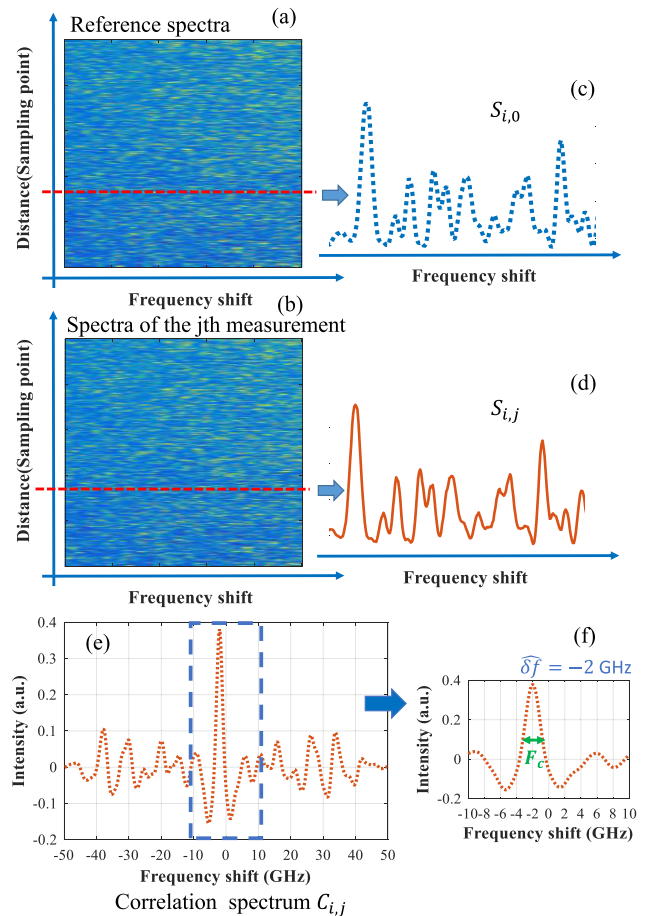 (a)
Reference spectra
Distance(Sampling point)
Frequency shift
(c)
S_{i,0}
Frequency shift
(b)
Spectra of the jth measurement
Distance(Sampling point)
Frequency shift
(d)
S_{i,j}
Frequency shift
(e)
0.4
0.3
0.2
0.1
0
-0.1
-0.2
Intensity (a.u.)
-50 -40 -30 -20 -10 0 10 20 30 40 50
Frequency shift (GHz)
Correlation spectrum C_{i,j}
(f)
\widehat{δf} = −2 GHz
0.4
0.2
0
-0.2
Intensity (a.u.)
F_c
-10 -8 -6 -4 -2 0 2 4 6 8 10
Frequency shift (GHz)